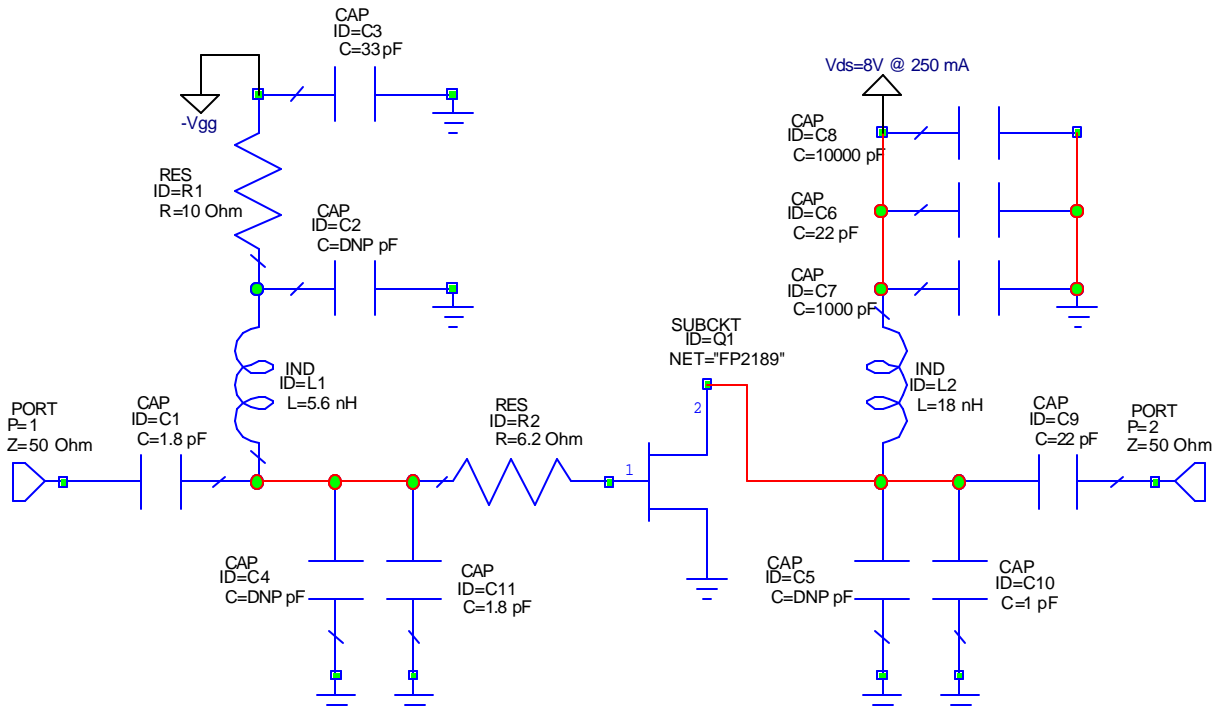 CAP
ID=C3
C=33 pF
-Vgg
RES
ID=R1
R=10 Ohm
CAP
ID=C2
C=DNP pF
IND
ID=L1
L=5.6 nH
PORT
P=1
Z=50 Ohm
CAP
ID=C1
C=1.8 pF
RES
ID=R2
R=6.2 Ohm
CAP
ID=C4
C=DNP pF
CAP
ID=C11
C=1.8 pF
SUBCKT
ID=Q1
NET="FP2189"
1
2
Vds=8V @ 250 mA
CAP
ID=C8
C=10000 pF
CAP
ID=C6
C=22 pF
CAP
ID=C7
C=1000 pF
IND
ID=L2
L=18 nH
CAP
ID=C9
C=22 pF
PORT
P=2
Z=50 Ohm
CAP
ID=C5
C=DNP pF
CAP
ID=C10
C=1 pF